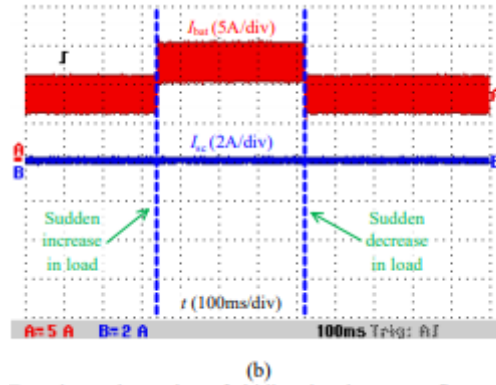 I_bat (5A/div)
A
I_sc (2A/div)
B
Sudden
increase
in load
Sudden
decrease
in load
t (100ms/div)
A=5 A B=2 A 100ms Trig: AJ
(b)